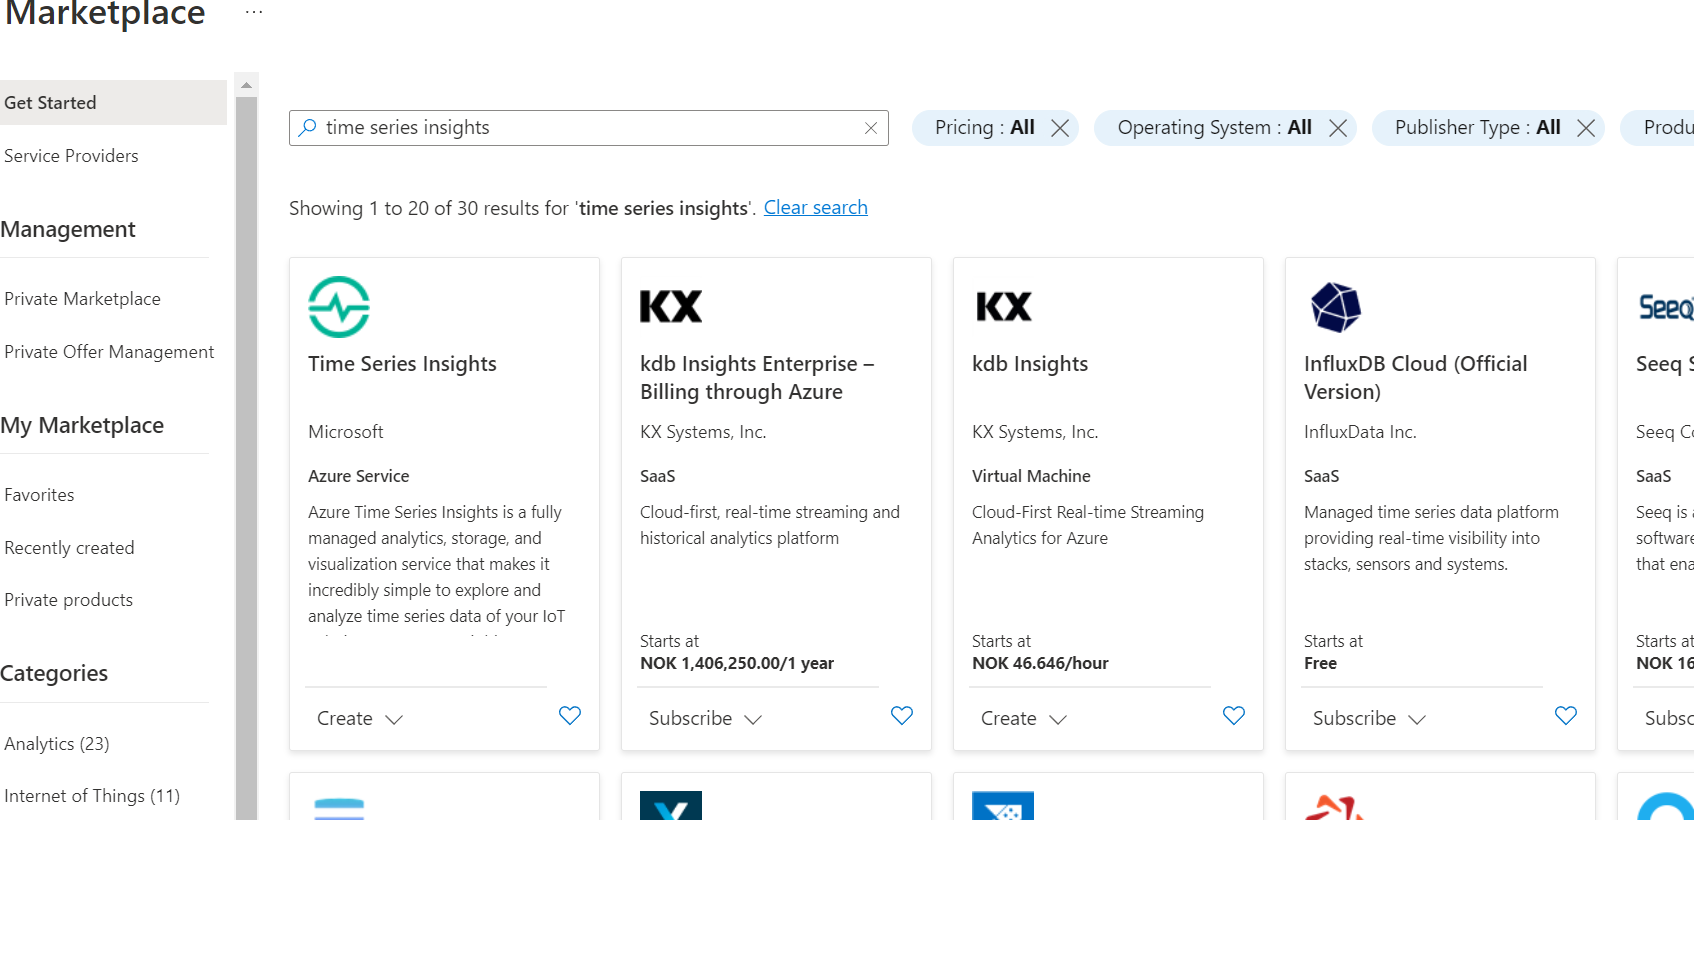 Marketplace ...
Get Started
Service Providers
Management
Private Marketplace
Private Offer Management
My Marketplace
Favorites
Recently created
Private products
Categories
Analytics (23)
Internet of Things (11)
time series insights
Pricing : All
Operating System : All
Publisher Type : All
Produ
Showing 1 to 20 of 30 results for 'time series insights'. Clear search
Time Series Insights
Microsoft
Azure Service
Azure Time Series Insights is a fully
managed analytics, storage, and
visualization service that makes it
incredibly simple to explore and
analyze time series data of your IoT
Create
KX
kdb Insights Enterprise –
Billing through Azure
KX Systems, Inc.
SaaS
Cloud-first, real-time streaming and
historical analytics platform
Starts at
NOK 1,406,250.00/1 year
Subscribe
KX
kdb Insights
KX Systems, Inc.
Virtual Machine
Cloud-First Real-time Streaming
Analytics for Azure
Starts at
NOK 46.646/hour
Create
InfluxDB Cloud (Official
Version)
InfluxData Inc.
SaaS
Managed time series data platform
providing real-time visibility into
stacks, sensors and systems.
Starts at
Free
Subscribe
Seeq
Seeq S
Seeq Co
SaaS
Seeq is a
software
that ena
Starts at
NOK 16
Subsc